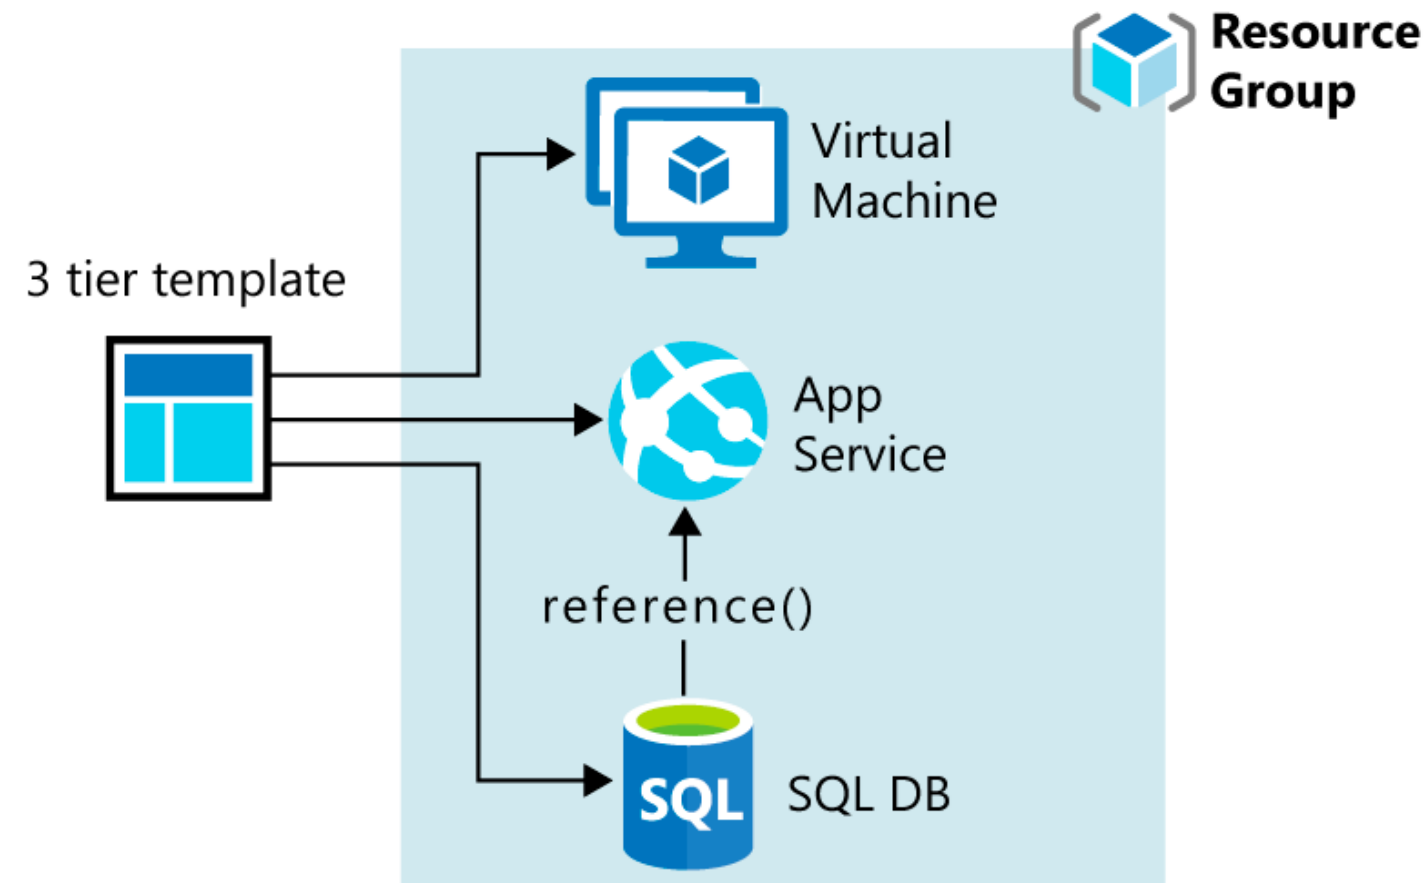 Resource
Group
Virtual
Machine
3 tier template
App
Service
reference()
SQL
SQL DB